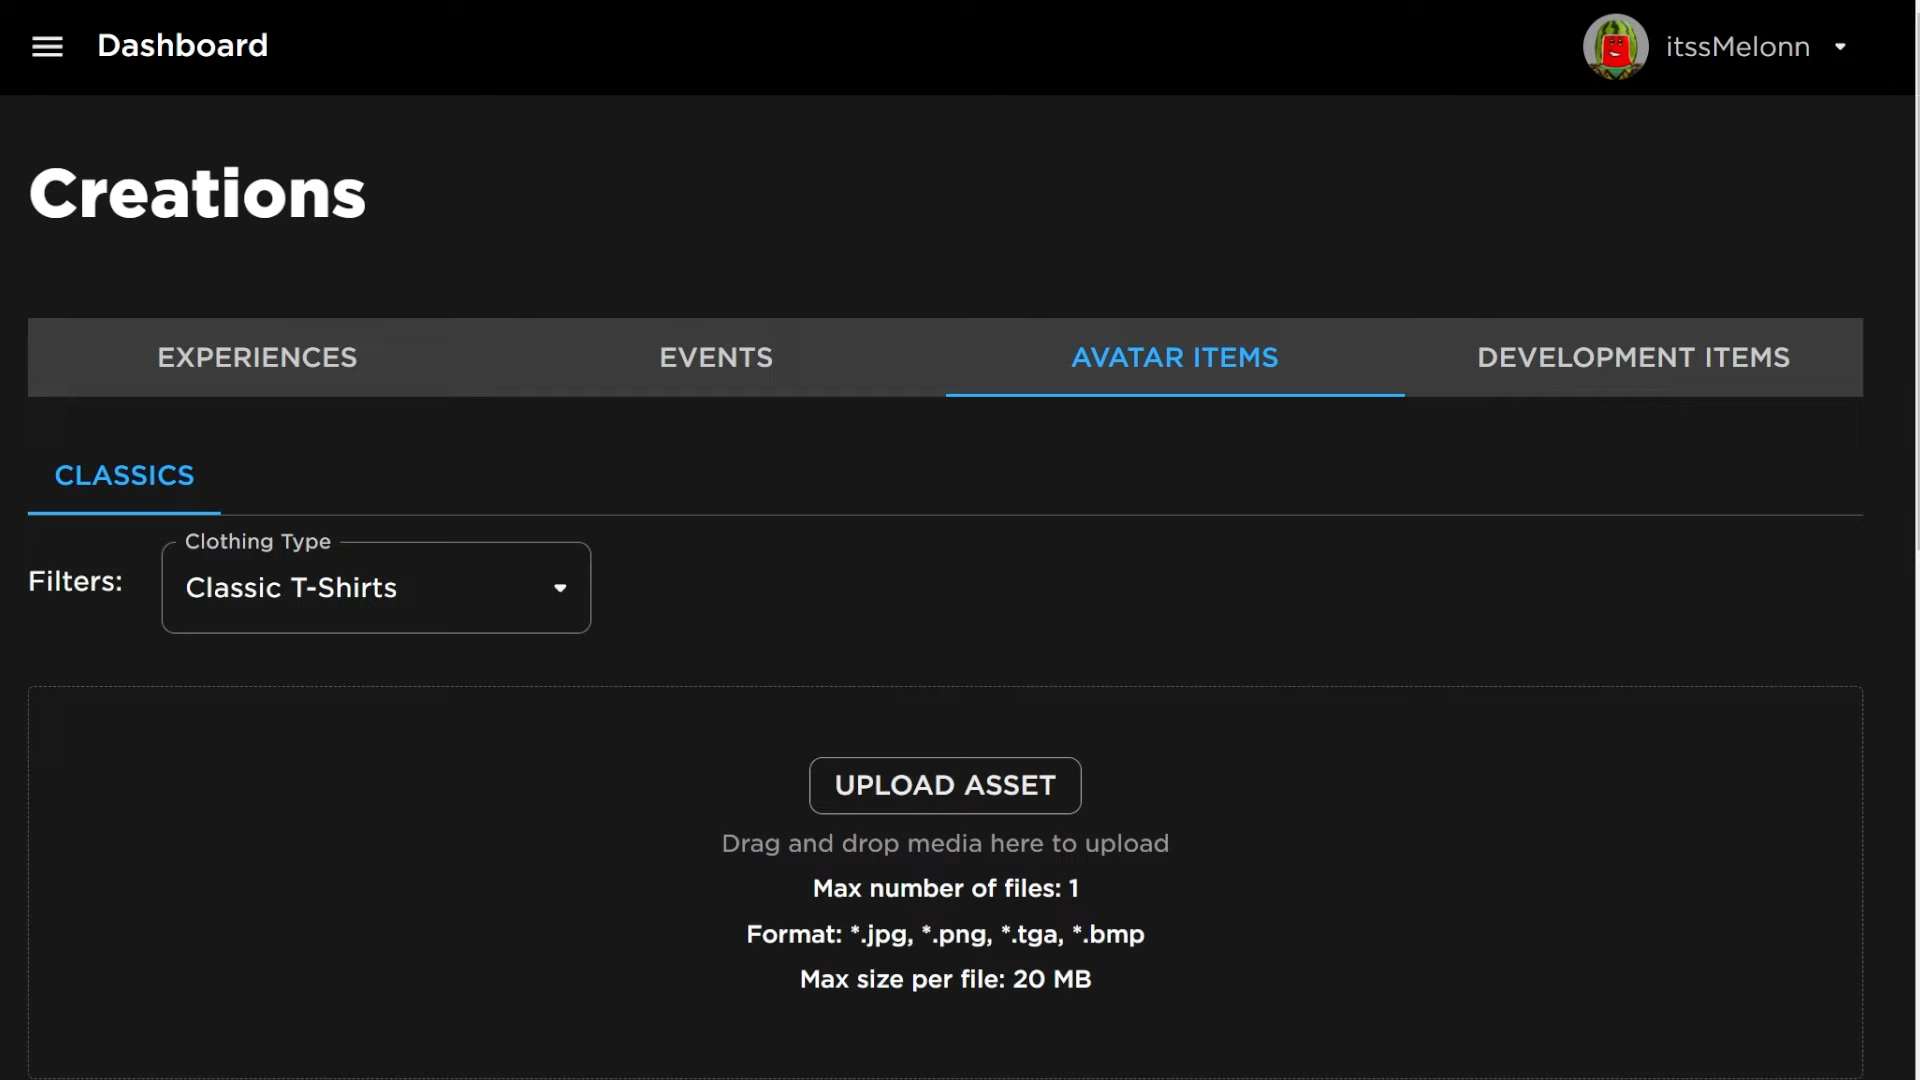 Dashboard
itssMelonn
Creations
EXPERIENCES
EVENTS
AVATAR ITEMS
DEVELOPMENT ITEMS
CLASSICS
Clothing Type
Filters:
Classic T-Shirts
UPLOAD ASSET
Drag and drop media here to upload
Max number of files: 1
Format: *.jpg, *.png, *.tga, *.bmp
Max size per file: 20 MB